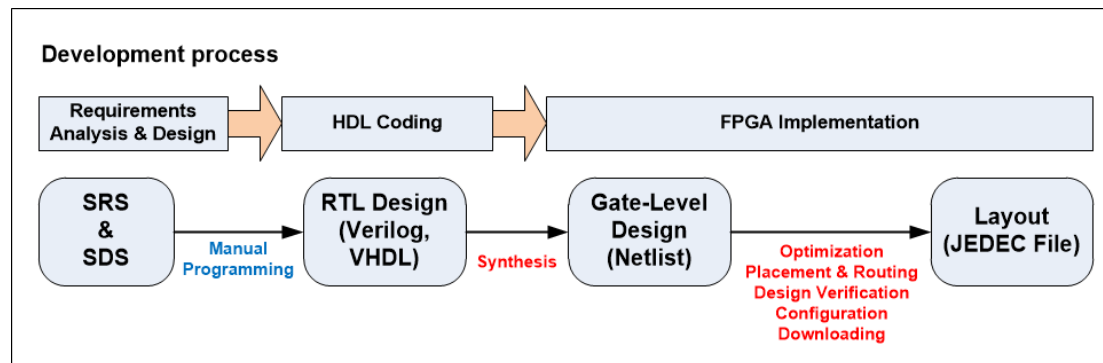 Development process
Requirements
Analysis & Design
HDL Coding
FPGA Implementation
SRS
&
SDS
Manual
Programming
RTL Design
(Verilog,
VHDL)
Synthesis
Gate-Level
Design
(Netlist)
Optimization
Placement & Routing
Design Verification
Configuration
Downloading
Layout
(JEDEC File)